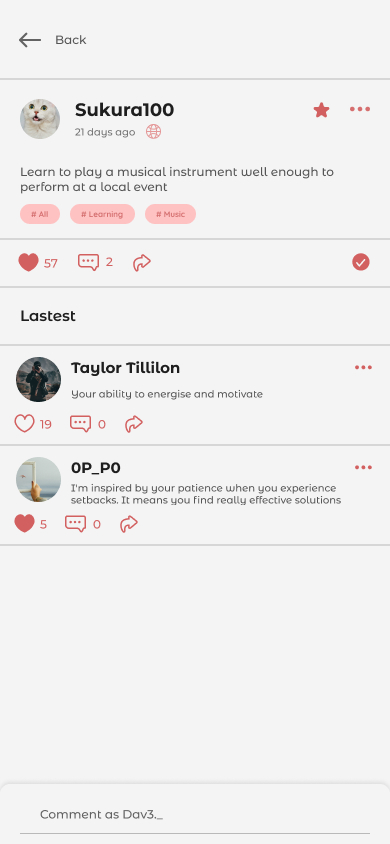 Back
Sukura100
21 days ago
Learn to play a musical instrument well enough to
perform at a local event
# All # Learning # Music
57 2
Lastest
Taylor Tillilon
Your ability to energise and motivate
19 0
0P_P0
I'm inspired by your patience when you experience
setbacks. It means you find really effective solutions
5 0
Comment as Dav3._